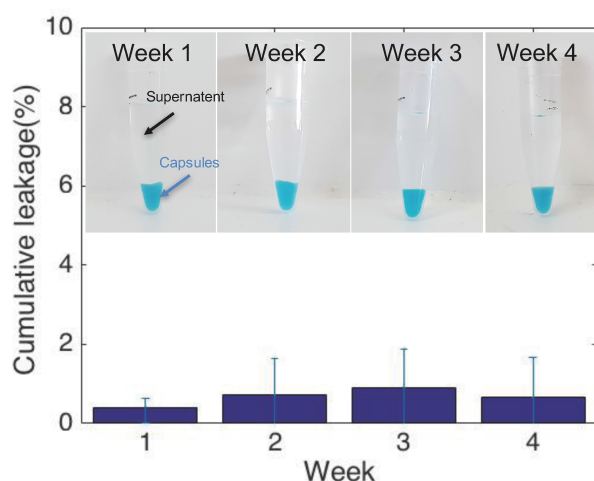 10
Week 1
Week 2
Week 3
Week 4
8
Supernatent
Capsules
6
Cumulative leakage(%)
4
2
0
1
2
3
4
Week